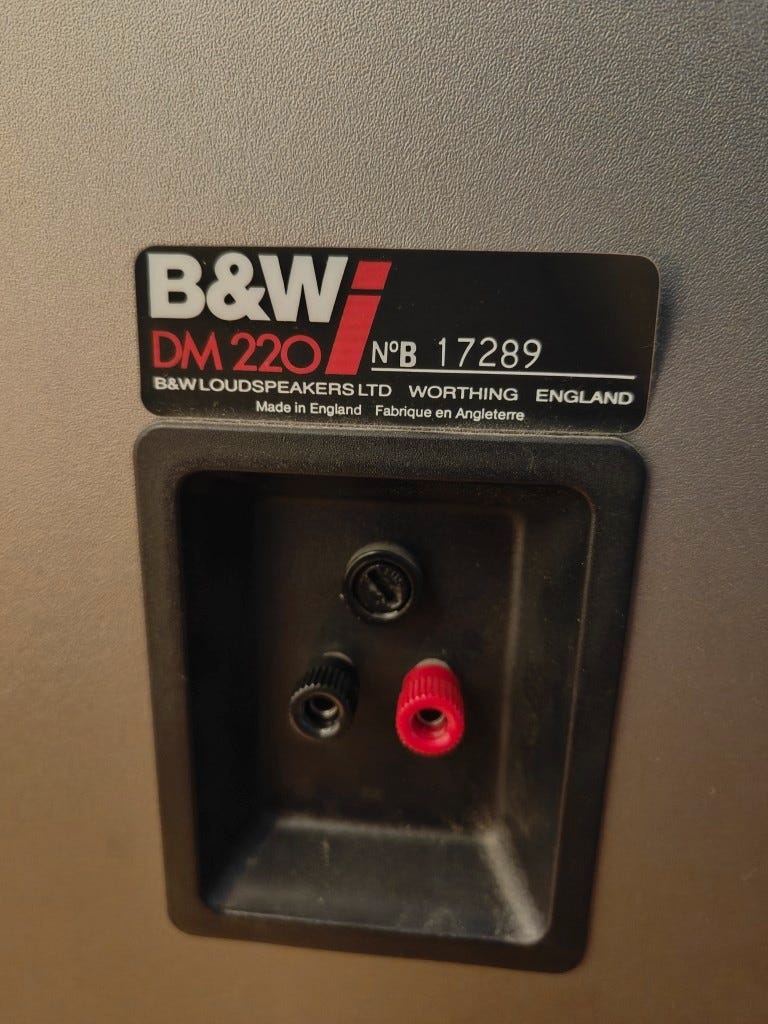 B&W i
DM 220 NºB 17289
B&W LOUDSPEAKERS LTD WORTHING ENGLAND
Made in England Fabrique en Angleterre